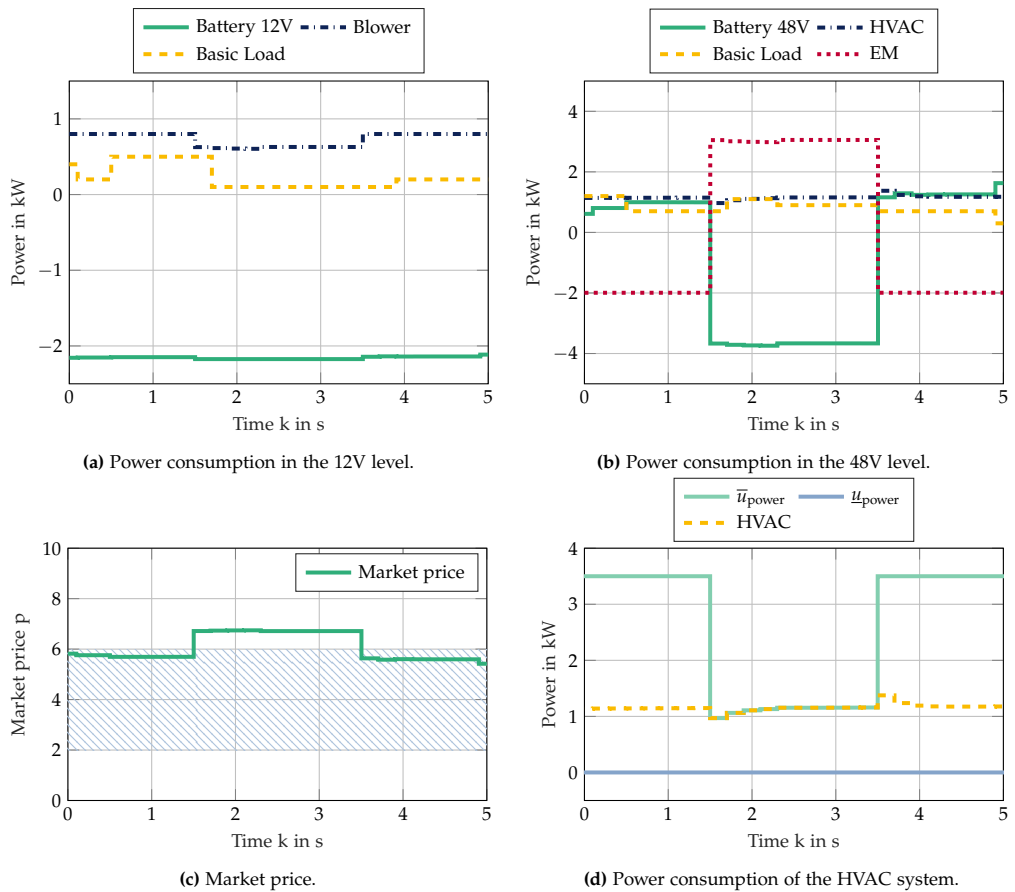 Battery 12V Blower
Basic Load
Power in kW
1
0
−1
−2
0 1 2 3 4 5
Time k in s
(a) Power consumption in the 12V level.
Battery 48V HVAC
Basic Load EM
Power in kW
4
2
0
−2
−4
0 1 2 3 4 5
Time k in s
(b) Power consumption in the 48V level.
Market price
Market price p
10
8
6
4
2
0
0 1 2 3 4 5
Time k in s
(c) Market price.
u̅power u̲power
HVAC
Power in kW
4
3
2
1
0
0 1 2 3 4 5
Time k in s
(d) Power consumption of the HVAC system.